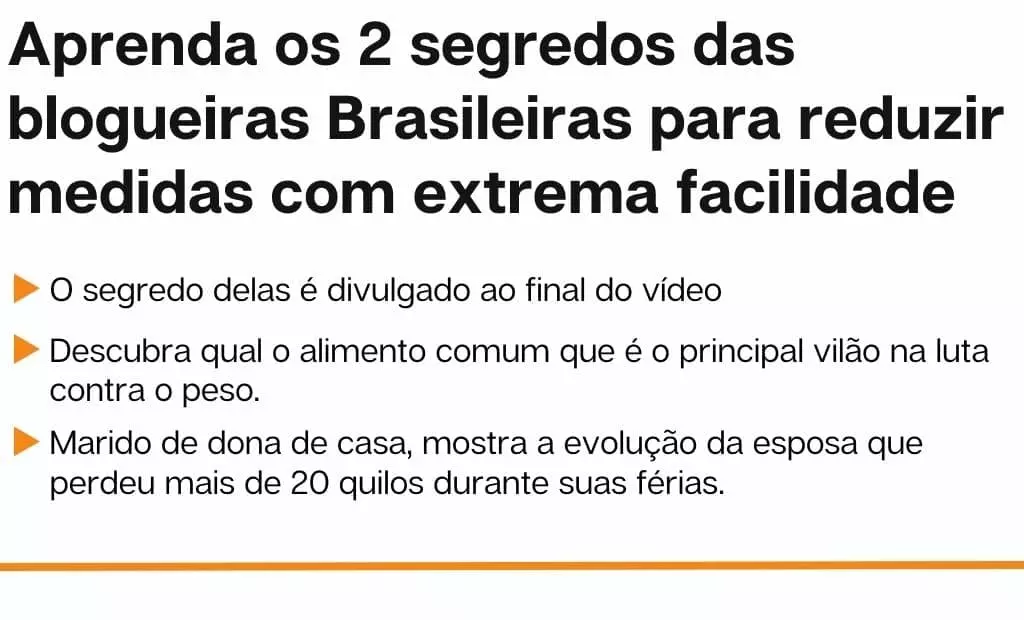 Aprenda os 2 segredos das
blogueiras Brasileiras para reduzir
medidas com extrema facilidade
O segredo delas é divulgado ao final do vídeo
Descubra qual o alimento comum que é o principal vilão na luta
contra o peso.
Marido de dona de casa, mostra a evolução da esposa que
perdeu mais de 20 quilos durante suas férias.